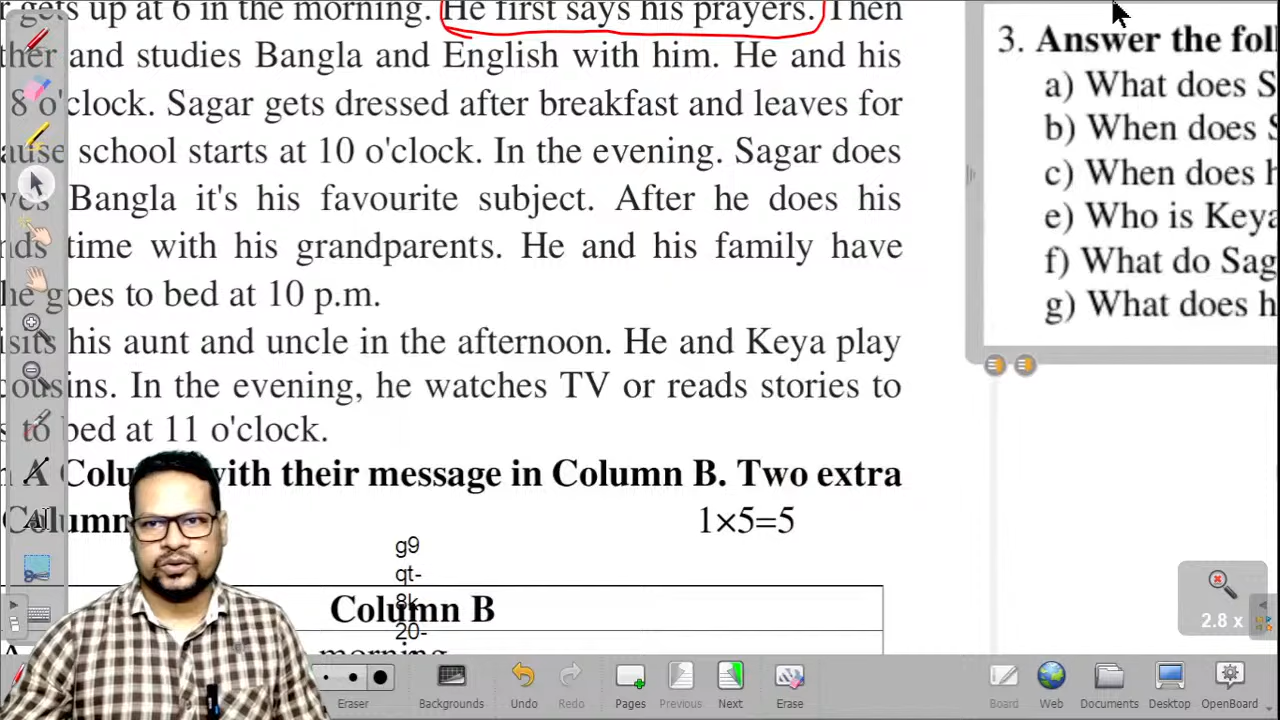 gets up at 6 in the morning. He first says his prayers. Then
and studies Bangla and English with him. He and his
8 o'clock. Sagar gets dressed after breakfast and leaves for
school starts at 10 o'clock. In the evening. Sagar does
Bangla it's his favourite subject. After he does his
time with his grandparents. He and his family have
he goes to bed at 10 p.m.
his aunt and uncle in the afternoon. He and Keya play
cousins. In the evening, he watches TV or reads stories to
to bed at 11 o'clock.
A with their message in Column B. Two extra
1×5=5
g9
qt-
8k
20-
Column B
morning
3. Answer the fol
a) What does S
b) When does S
c) When does h
e) Who is Keya
f) What do Sag
g) What does h
2.8 x
Eraser
Backgrounds
Undo
Redo
Pages
Previous
Next
Erase
Board
Web
Documents
Desktop
OpenBoard